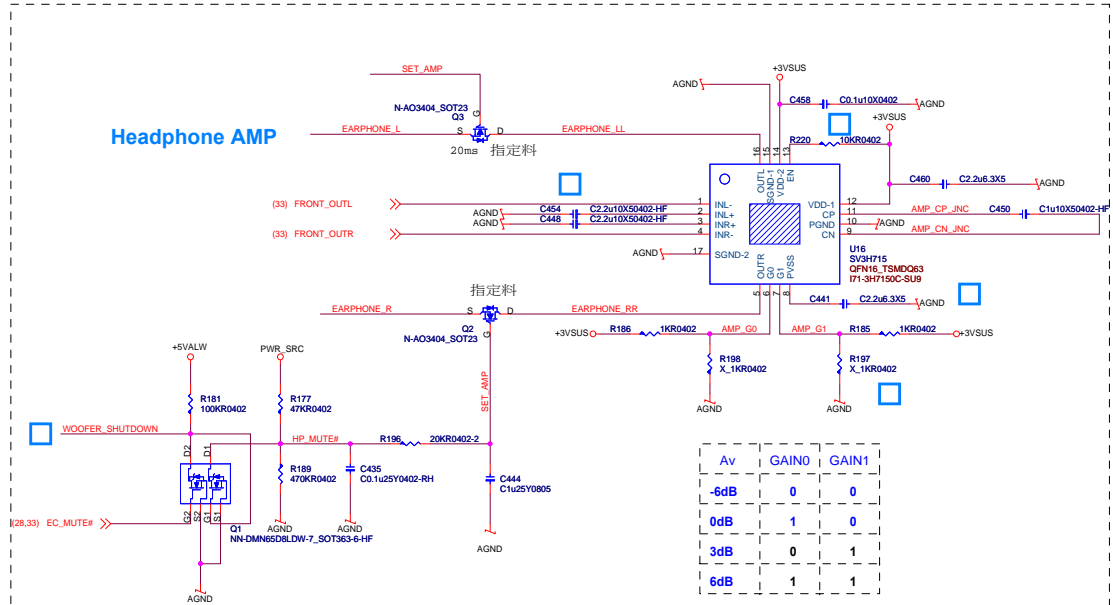 SET_AMP
+3VSUS
AGND
C458
C0.1u10X0402
AGND
N-AO3404_SOT23
Q3
G
+3VSUS
Headphone AMP
EARPHONE_L
S
D
EARPHONE_LL
20ms
指定料
R220
10KR0402
16
15
14
13
OUTL
SGND-1
VDD-2
EN
C460
C2.2u6.3X5
AGND
(33) FRONT_OUTL
1
INL-
VDD-1
12
AGND
C454
C2.2u10X50402-HF
2
INL+
CP
11
AMP_CP_JNC
C450
C1u10X50402-HF
AGND
C448
C2.2u10X50402-HF
3
INR+
PGND
10
AGND
(33) FRONT_OUTR
4
INR-
CN
9
AMP_CN_JNC
AGND
17
SGND-2
U16
SV3H715
QFN16_TSMDQ63
I71-3H7150C-SU9
OUTR
G0
G1
PVSS
5
6
7
8
指定料
C441
C2.2u6.3X5
AGND
EARPHONE_R
S
D
EARPHONE_RR
Q2
G
N-AO3404_SOT23
+3VSUS
R186
1KR0402
AMP_G0
AMP_G1
R185
1KR0402
+3VSUS
+5VALW
PWR_SRC
R198
X_1KR0402
R197
X_1KR0402
SET_AMP
R181
100KR0402
R177
47KR0402
AGND
AGND
WOOFER_SHUTDOWN
HP_MUTE#
R196
20KR0402-2
D2
D1
R189
470KR0402
C435
C0.1u25Y0402-RH
C444
C1u25Y0805
G2
S2
G1
S1
(28,33) EC_MUTE#
Q1
NN-DMN65D8LDW-7_SOT363-6-HF
AGND
AGND
AGND
AGND
Av GAIN0 GAIN1
-6dB 0 0
0dB 1 0
3dB 0 1
6dB 1 1